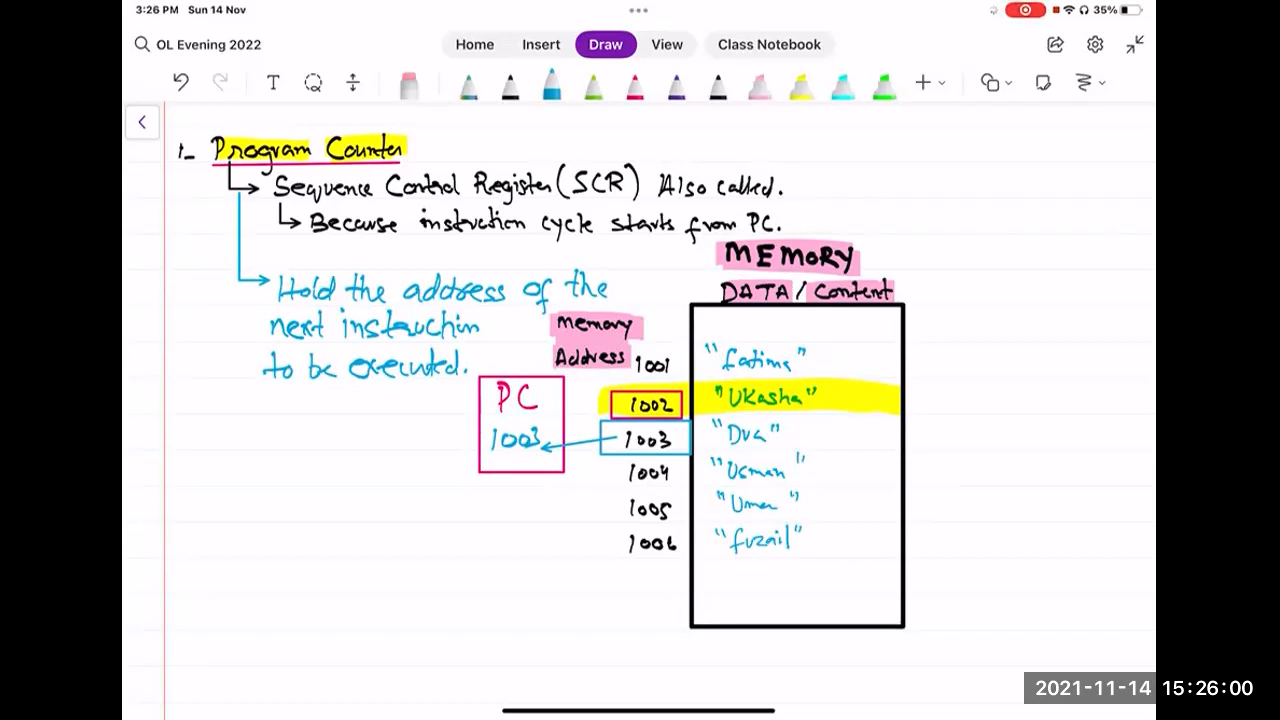 3:26 PM Sun 14 Nov
35%
OL Evening 2022
Home Insert Draw View Class Notebook
1- Program Counter
Sequence Control Register (SCR) Also called.
Because instruction cycle starts from PC.
Hold the address of the
next instruction
to be executed.
MEMORY
DATA / Content
Memory
Address
1001 "fatima"
1002 "Ukasha"
1003 "Dua"
1004 "Usman"
1005 "Umer"
1006 "fuzail"
PC
1003
2021-11-14 15:26:00